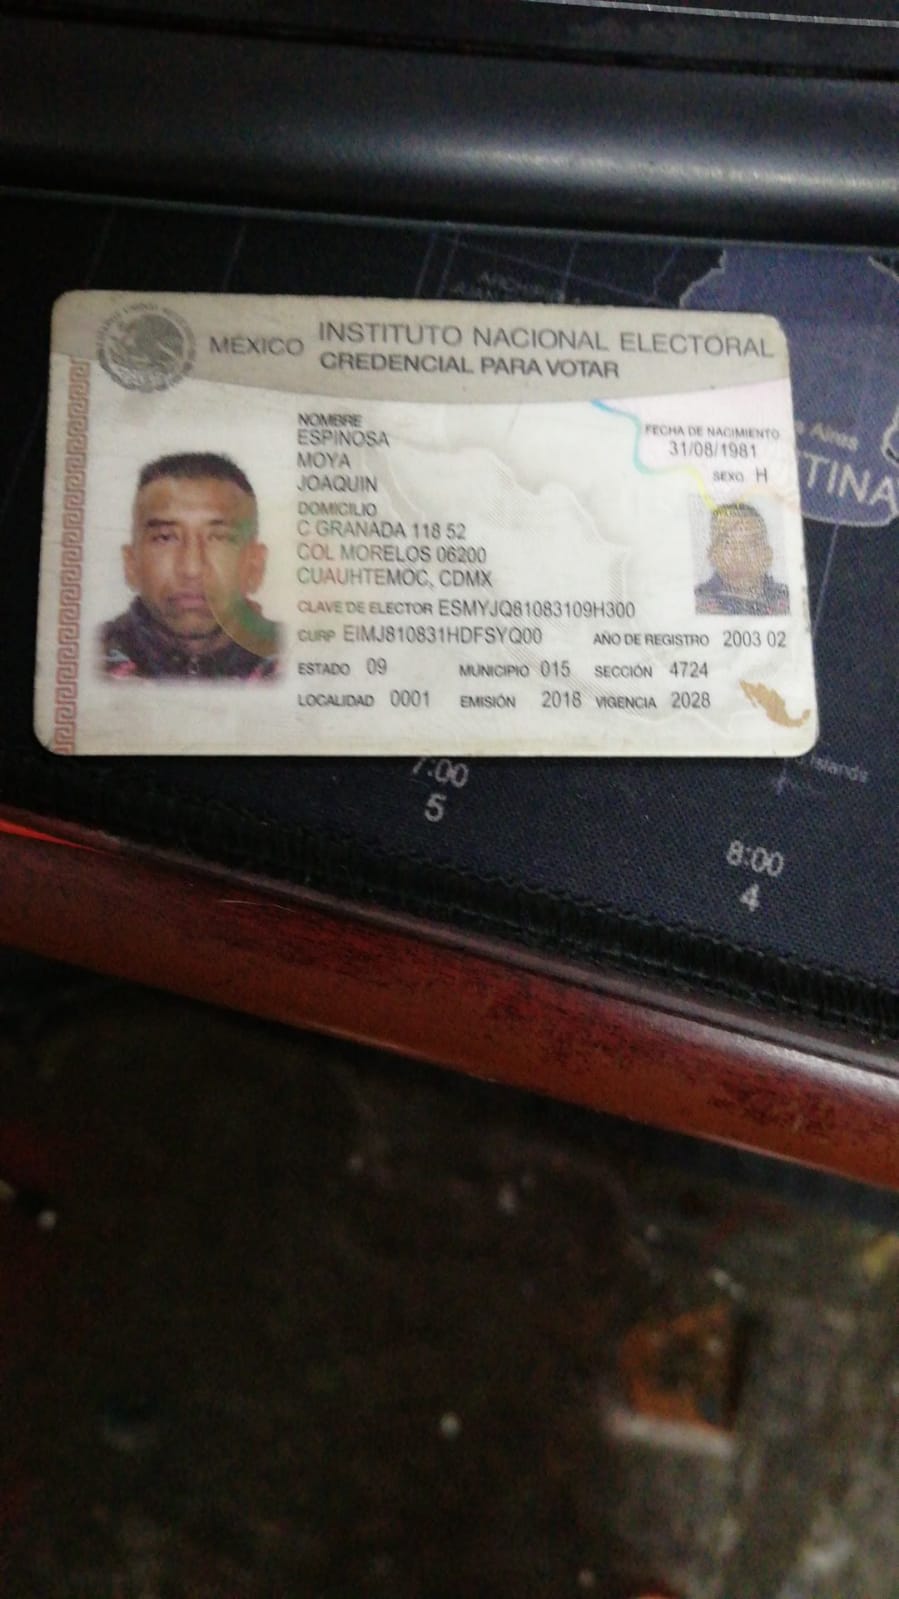 MÉXICO INSTITUTO NACIONAL ELECTORAL
CREDENCIAL PARA VOTAR
NOMBRE
ESPINOSA
MOYA
JOAQUIN
FECHA DE NACIMIENTO
31/08/1981
SEXO H
DOMICILIO
C GRANADA 118 52
COL MORELOS 06200
CUAUHTEMOC, CDMX
CLAVE DE ELECTOR ESMYJQ81083109H300
CURP EIMJ810831HDFSYQ00 AÑO DE REGISTRO 2003 02
ESTADO 09 MUNICIPIO 015 SECCIÓN 4724
LOCALIDAD 0001 EMISIÓN 2018 VIGENCIA 2028
Aires
TINA
Islands
7:00
5
8:00
4